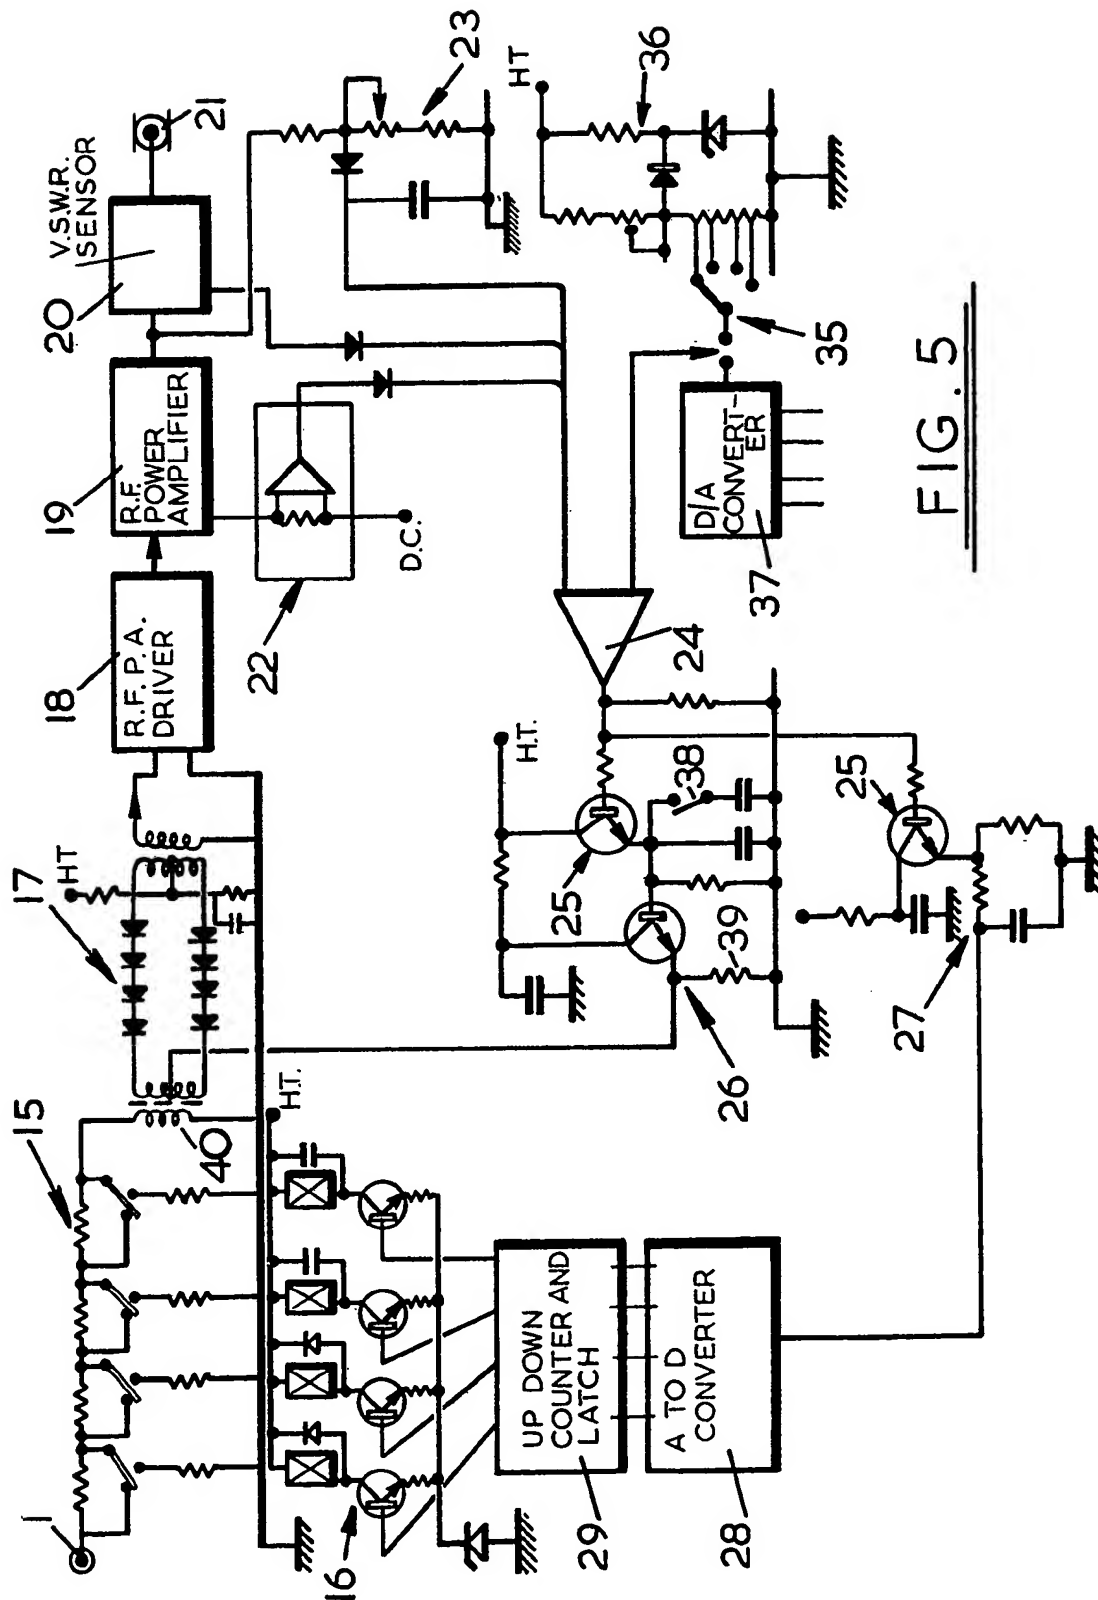 1
15
40
17
HT
18
R.F. P. A.
DRIVER
19
R.F.
POWER
AMPLIFIER
20
V.S.W.R.
SENSOR
21
22
D.C.
23
HT
36
35
37
D/A
CONVERT-
ER
24
H.T.
25
38
39
26
25
27
H.T.
16
29
UP DOWN
COUNTER AND
LATCH
28
A TO D
CONVERTER
FIG. 5